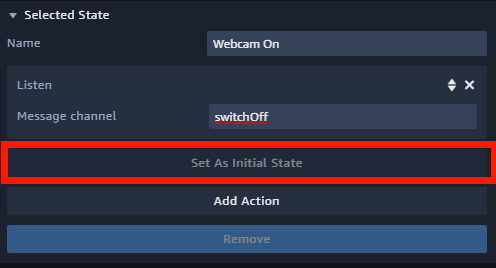 Selected State
Name
Webcam On
Listen
Message channel
switchOff
Set As Initial State
Add Action
Remove